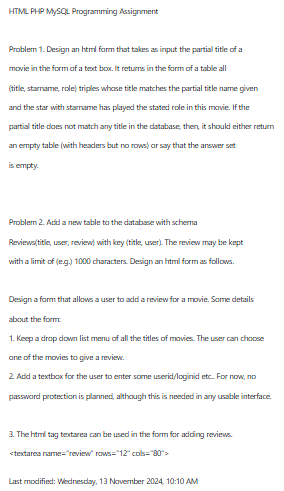 HTML PHP MySQL Programming Assignment
Problem 1. Design an html form that takes as input the partial title of a
movie in the form of a text box. It returns in the form of a table all
(title, starname, role) triples whose title matches the partial title name given
and the star with starname has played the stated role in this movie. If the
partial title does not match any title in the database, then, it should either return
an empty table (with headers but no rows) or say that the answer set
is empty.
Problem 2. Add a new table to the database with schema
Reviews(title, user, review) with key (title, user). The review may be kept
with a limit of (e.g.) 1000 characters. Design an html form as follows.
Design a form that allows a user to add a review for a movie. Some details
about the form:
1. Keep a drop down list menu of all the titles of movies. The user can choose
one of the movies to give a review.
2. Add a textbox for the user to enter some userid/loginid etc.. For now, no
password protection is planned, although this is needed in any usable interface.
3. The html tag textarea can be used in the form for adding reviews.
<textarea name="review" rows="12" cols="80">
Last modified: Wednesday, 13 November 2024, 10:10 AM